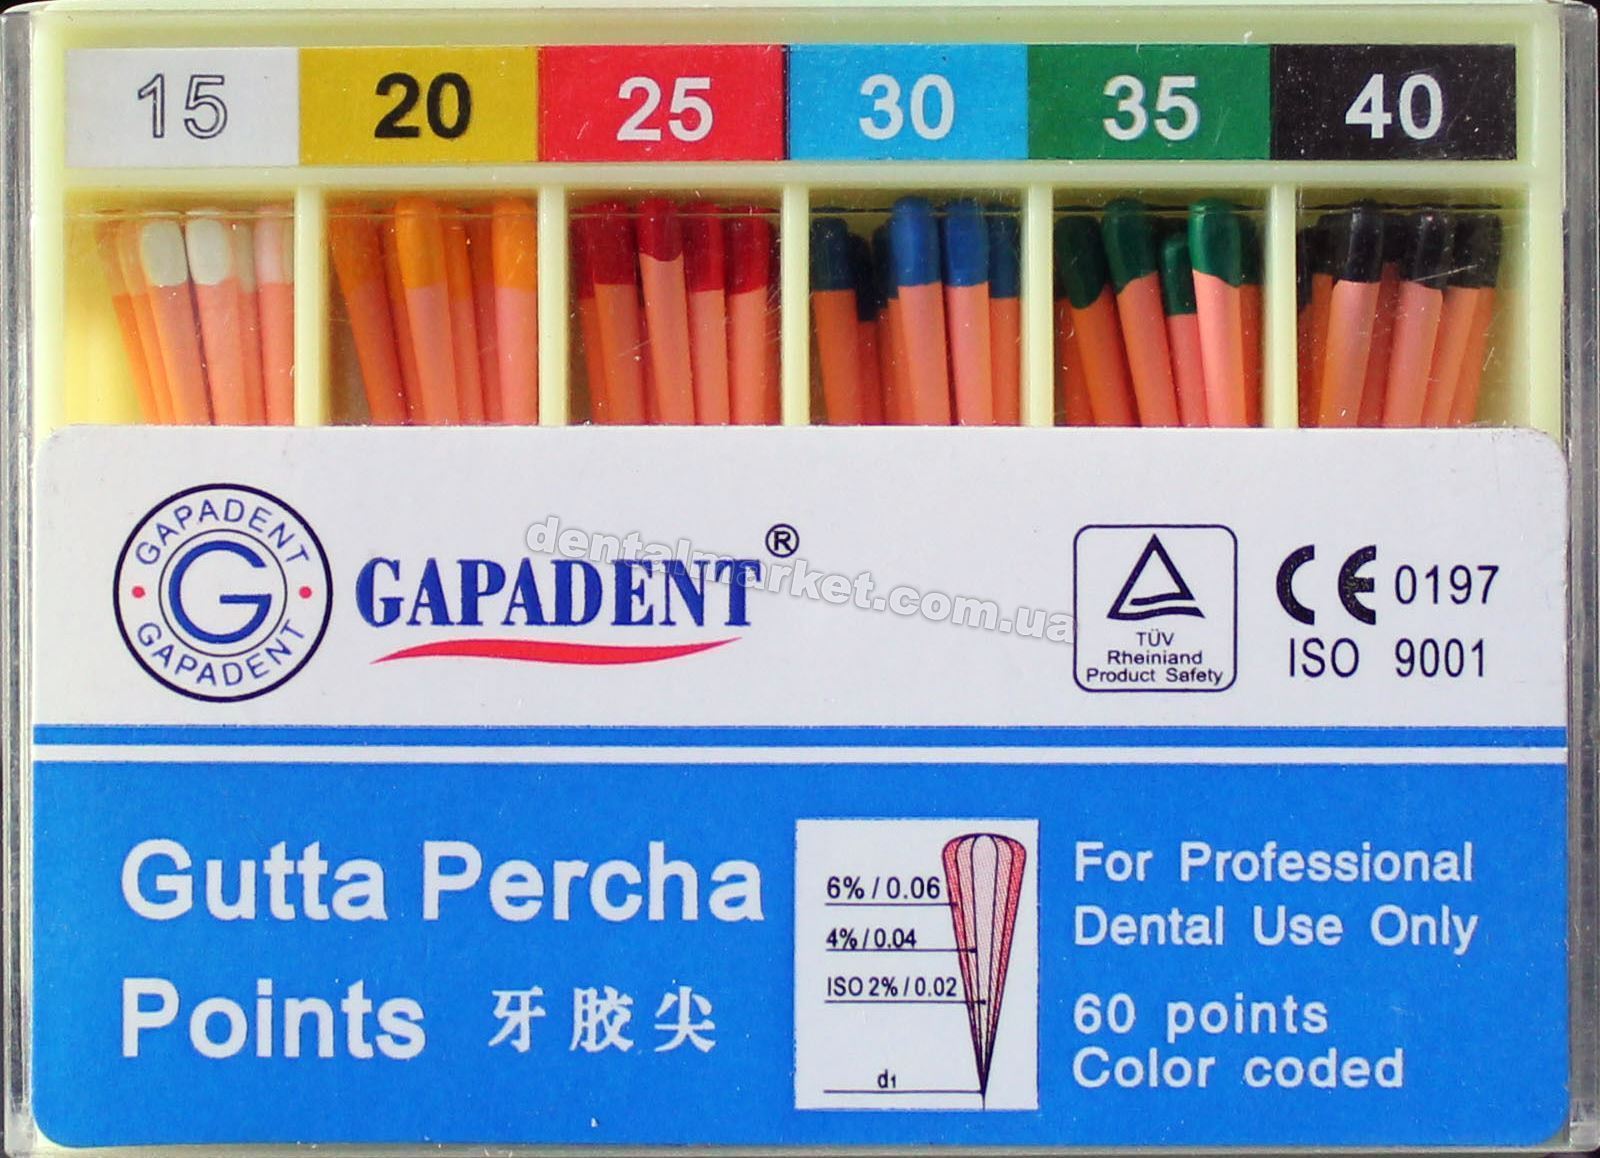 15 20 25 30 35 40
GAPADENT
G
GAPADENT
GAPADENT®
dentalmarket.com.ua
TÜV
Rheiniand
Product Safety
CE 0197
ISO 9001
Gutta Percha
Points 牙胶尖
6% / 0.06
4% / 0.04
ISO 2% / 0.02
d1
For Professional
Dental Use Only
60 points
Color coded